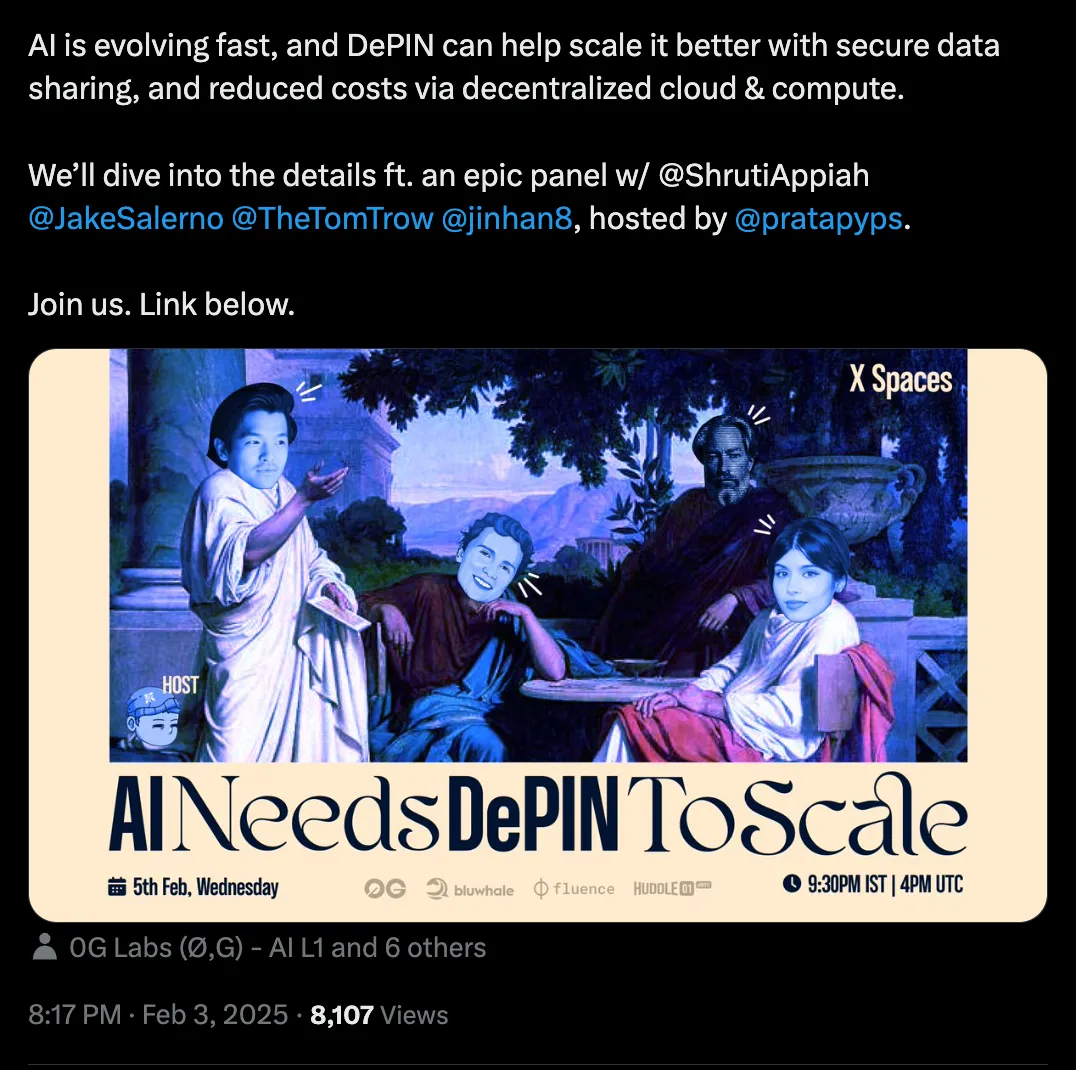 AI is evolving fast, and DePIN can help scale it better with secure data
sharing, and reduced costs via decentralized cloud & compute.
We’ll dive into the details ft. an epic panel w/ @ShrutiAppiah
@JakeSalerno @TheTomTrow @jinhan8, hosted by @pratapyps.
Join us. Link below.
X Spaces
HOST
AI Needs DePIN To Scale
5th Feb, Wednesday
0G
bluwhale
fluence
HUDDLE01
9:30PM IST | 4PM UTC
0G Labs (Ø,G) – AI L1 and 6 others
8:17 PM · Feb 3, 2025 · 8,107 Views